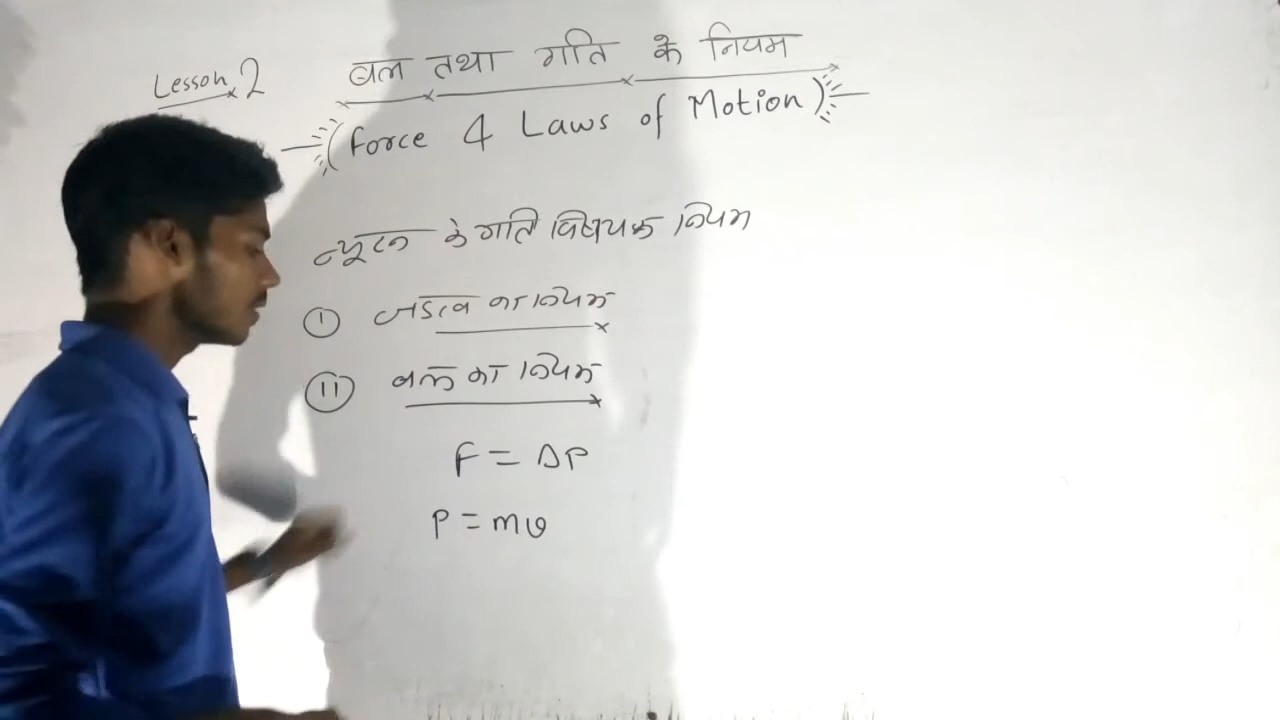 Lesson 2
बल तथा गति के नियम
(Force 4 Laws of Motion)
न्यूटन के गति विषयक नियम
(I) जडत्व का नियम
(II) बल का नियम
F = ΔP
P = mv